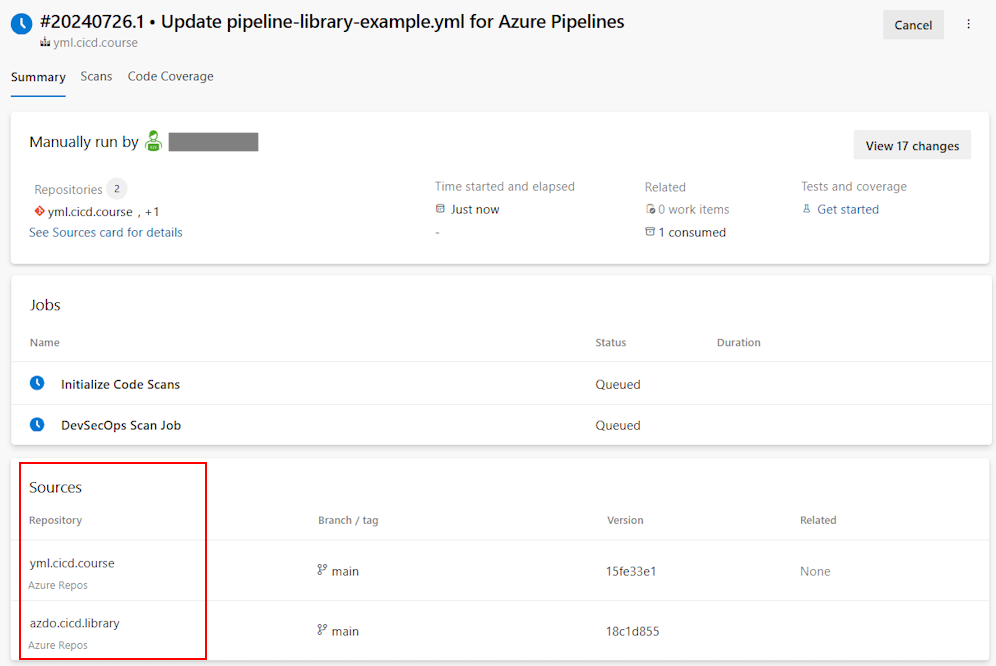 #20240726.1 • Update pipeline-library-example.yml for Azure Pipelines
Cancel
yml.cicd.course
Summary Scans Code Coverage
Manually run by
View 17 changes
Repositories 2
Time started and elapsed
Related
Tests and coverage
yml.cicd.course , +1
Just now
0 work items
Get started
See Sources card for details
-
1 consumed
Jobs
Name Status Duration
Initialize Code Scans Queued
DevSecOps Scan Job Queued
Sources
Repository Branch / tag Version Related
yml.cicd.course
Azure Repos
main 15fe33e1 None
azdo.cicd.library
Azure Repos
main 18c1d855